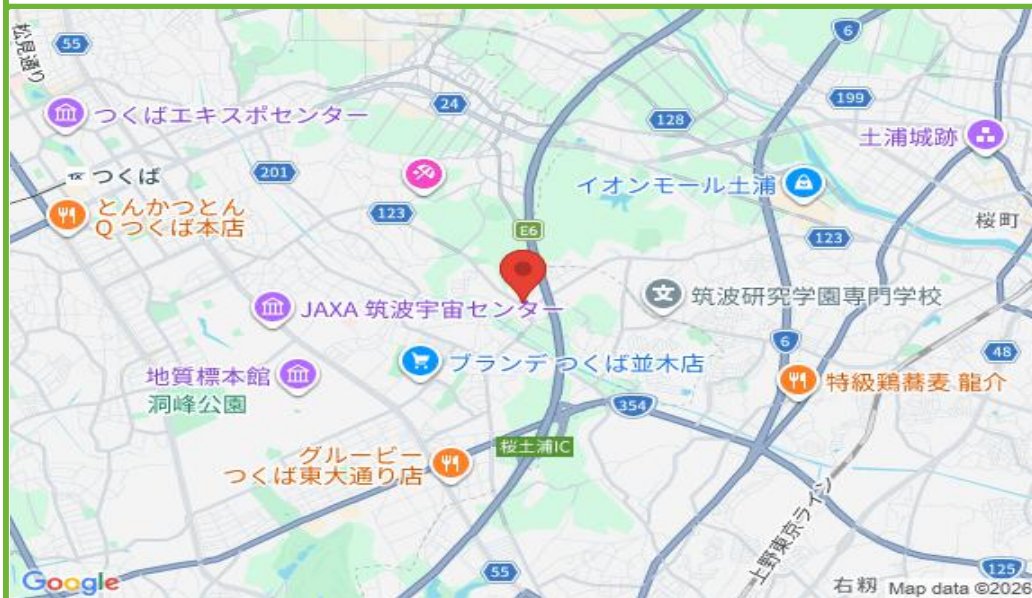 松見通り
55
6
つくばエキスポセンター
24
199
128
土浦城跡
201
つくば
イオンモール土浦
とんかつとん
Q つくば本店
123
桜町
E6
123
筑波研究学園専門学校
JAXA 筑波宇宙センター
6
48
ブランデ つくば並木店
地質標本館
洞峰公園
特級鶏蕎麦 龍介
354
桜土浦IC
グルービー
つくば東大通り店
上野東京ライン
55
125
Google
右籾
Map data ©2026